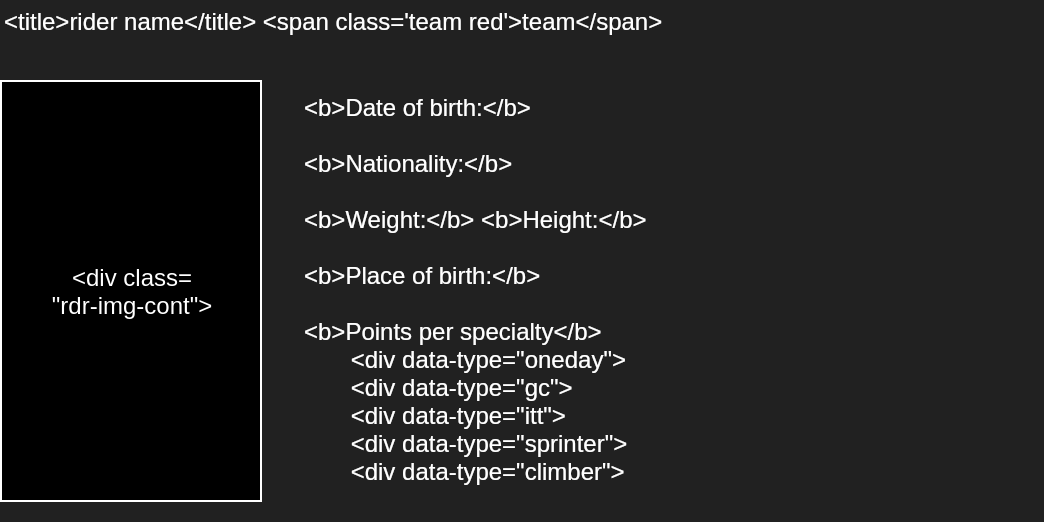 <title>rider name</title> <span class='team red'>team</span>
<div class=
"rdr-img-cont">
<b>Date of birth:</b>
<b>Nationality:</b>
<b>Weight:</b> <b>Height:</b>
<b>Place of birth:</b>
<b>Points per specialty</b>
<div data-type="oneday">
<div data-type="gc">
<div data-type="itt">
<div data-type="sprinter">
<div data-type="climber">